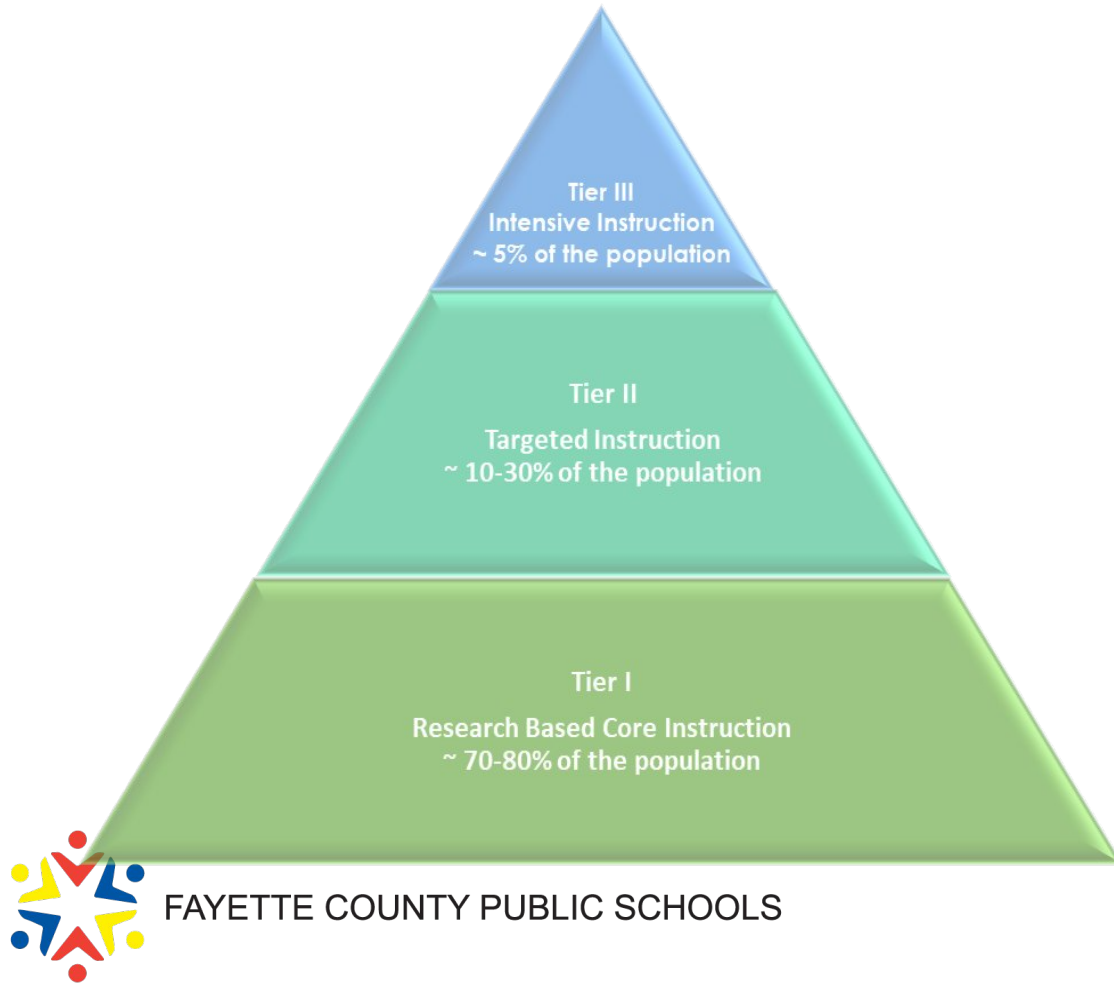 Tier III
Intensive Instruction
~ 5% of the population
Tier II
Targeted Instruction
~ 10-30% of the population
Tier I
Research Based Core Instruction
~ 70-80% of the population
FAYETTE COUNTY PUBLIC SCHOOLS